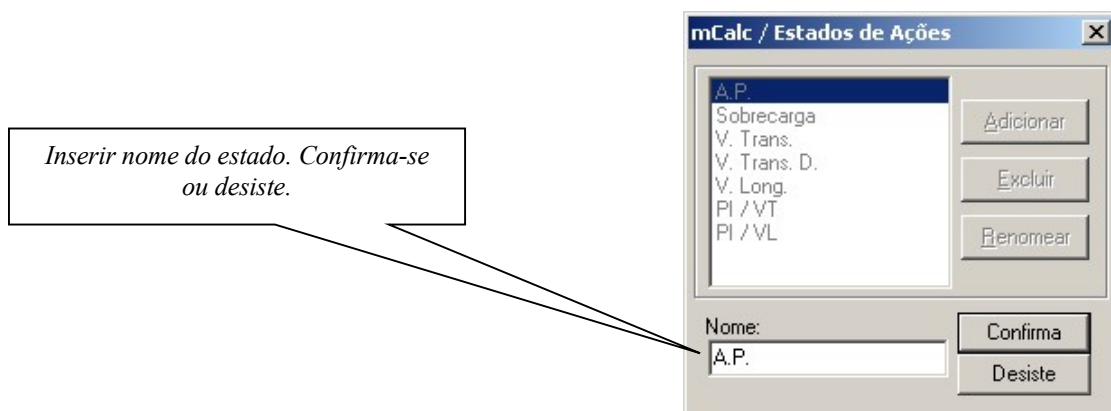 mCalc / Estados de Ações
A.P.
Sobrecarga
V. Trans.
V. Trans. D.
V. Long.
PI / VT
PI / VL
Adicionar
Excluir
Renomear
Inserir nome do estado. Confirma-se
ou desiste.
Nome:
A.P.
Confirma
Desiste